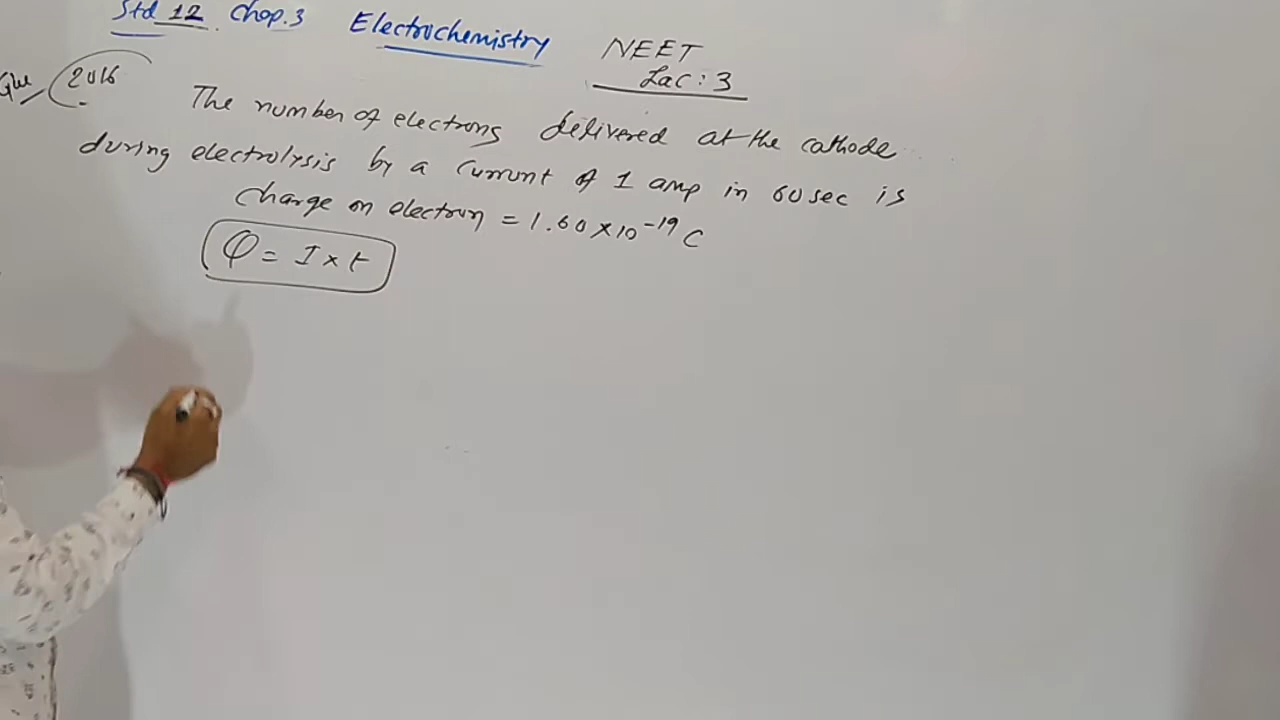 Std 12 Chap.3 Electrochemistry NEET
Lac : 3
Que 2016 The number of electrons delivered at the cathode
during electrolysis by a current of 1 amp in 60 sec is
charge on electron = 1.60 × 10⁻¹⁹ C
Q = I × t